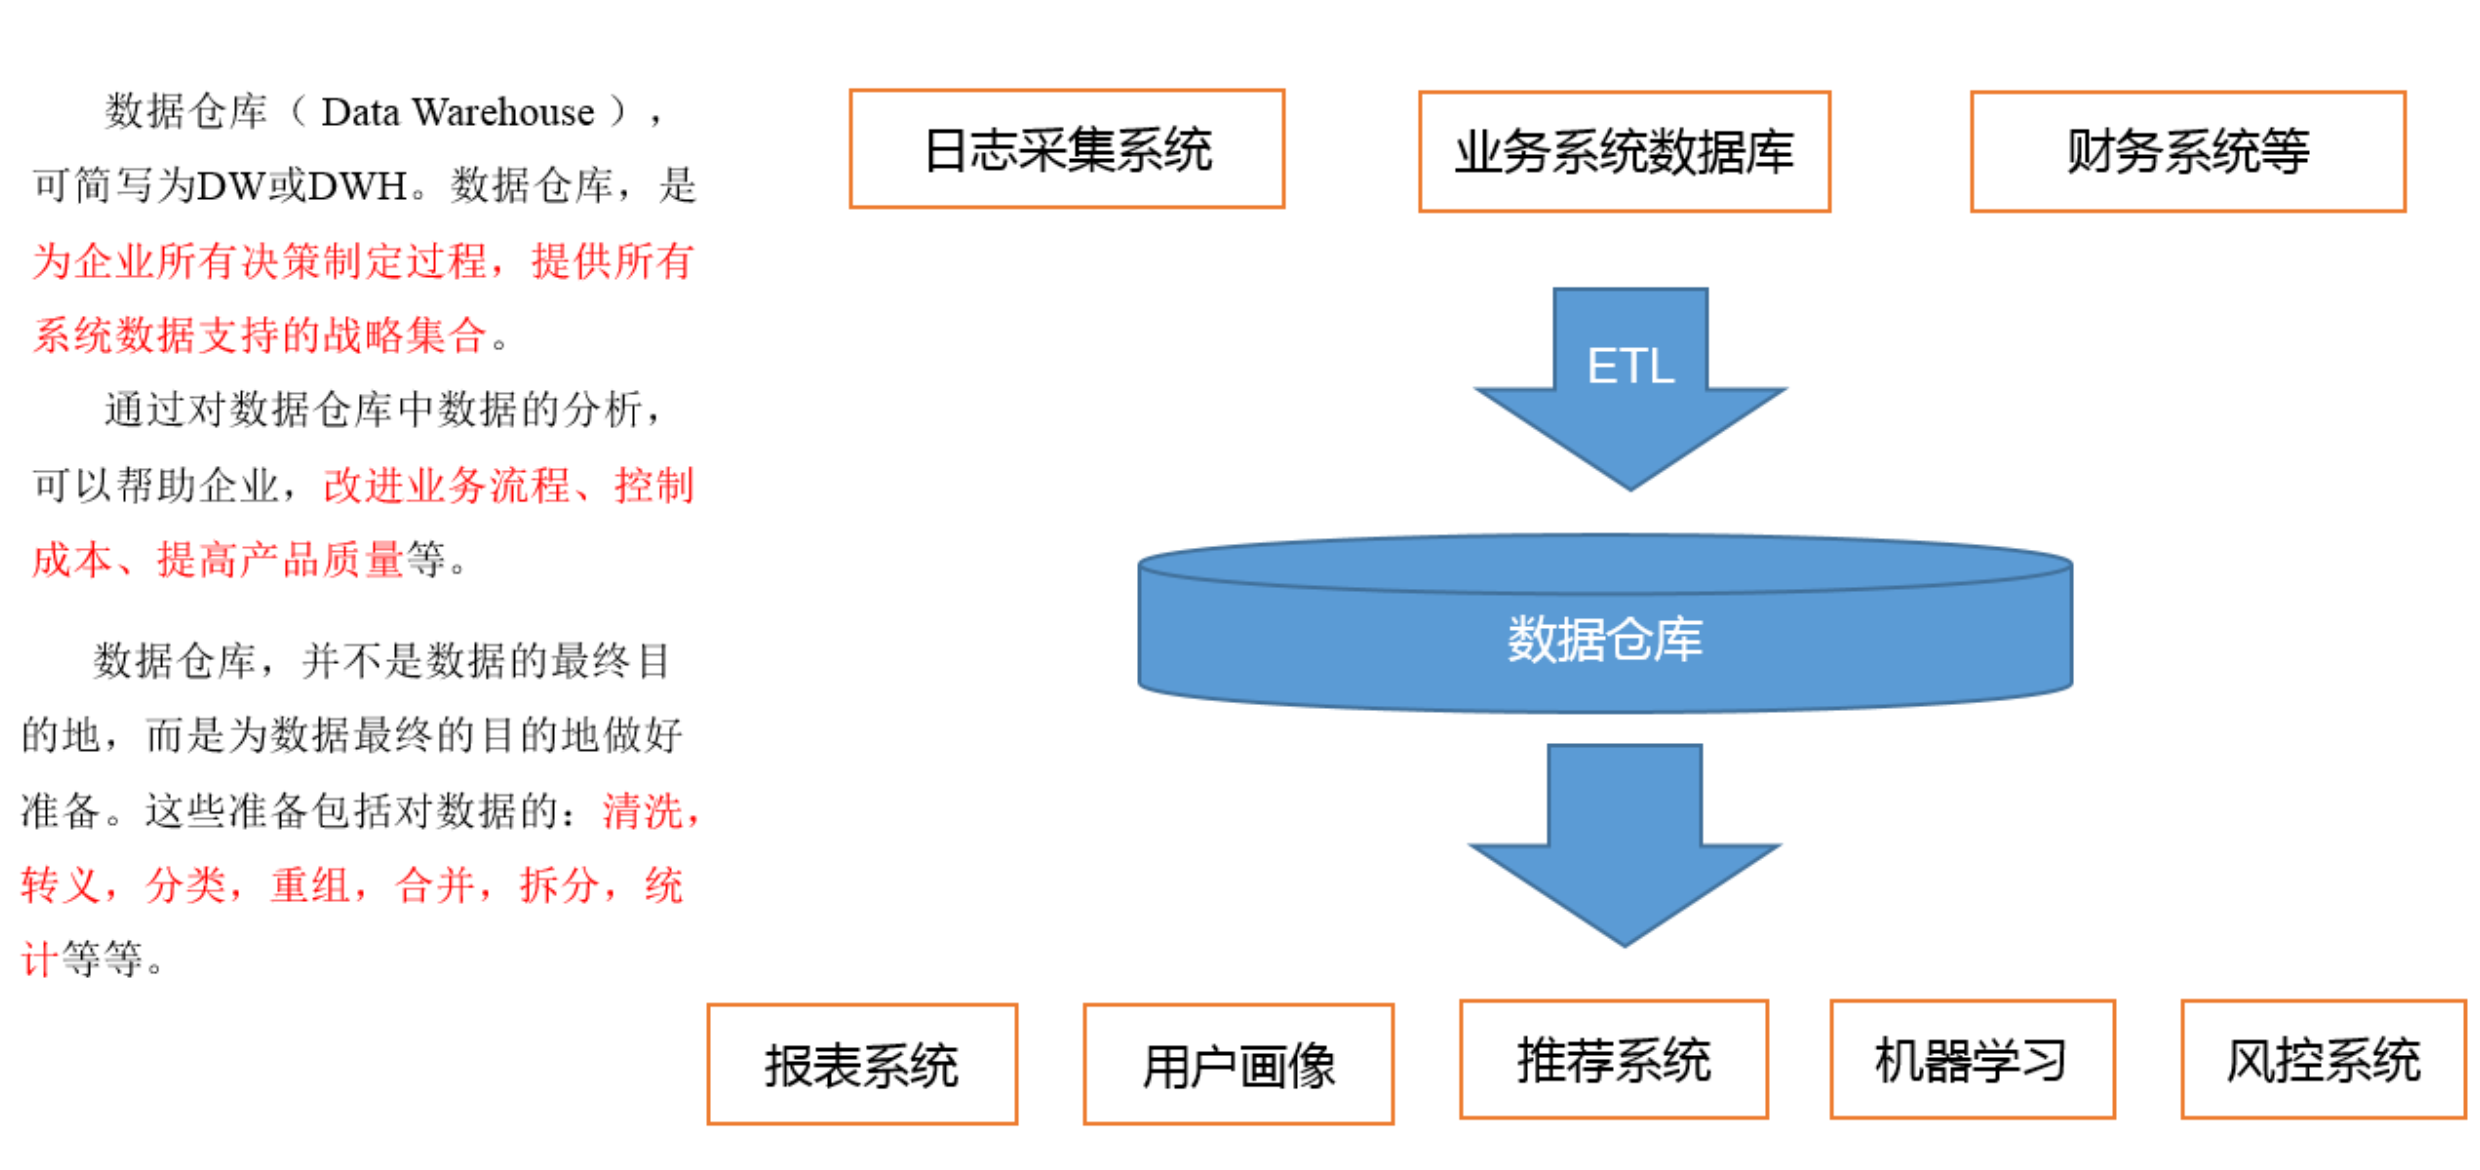 数据仓库（ Data Warehouse ），
可简写为DW或DWH。数据仓库，是
为企业所有决策制定过程，提供所有
系统数据支持的战略集合。
通过对数据仓库中数据的分析，
可以帮助企业，改进业务流程、控制
成本、提高产品质量等。
数据仓库，并不是数据的最终目
的地，而是为数据最终的目的地做好
准备。这些准备包括对数据的：清洗，
转义，分类，重组，合并，拆分，统
计等等。
日志采集系统
业务系统数据库
财务系统等
ETL
数据仓库
报表系统
用户画像
推荐系统
机器学习
风控系统